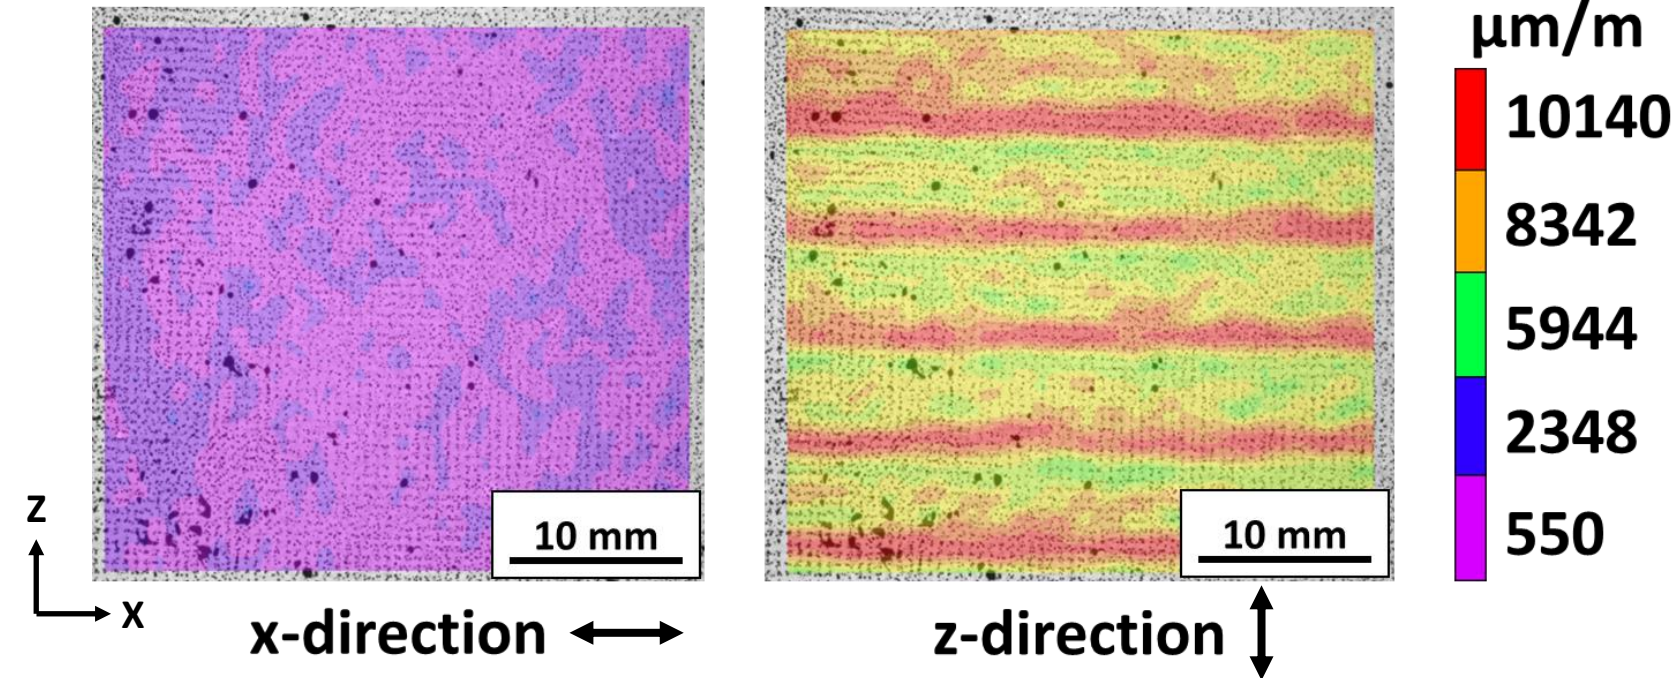 µm/m
10140
8342
5944
2348
550
10 mm
10 mm
z
x
x-direction
z-direction